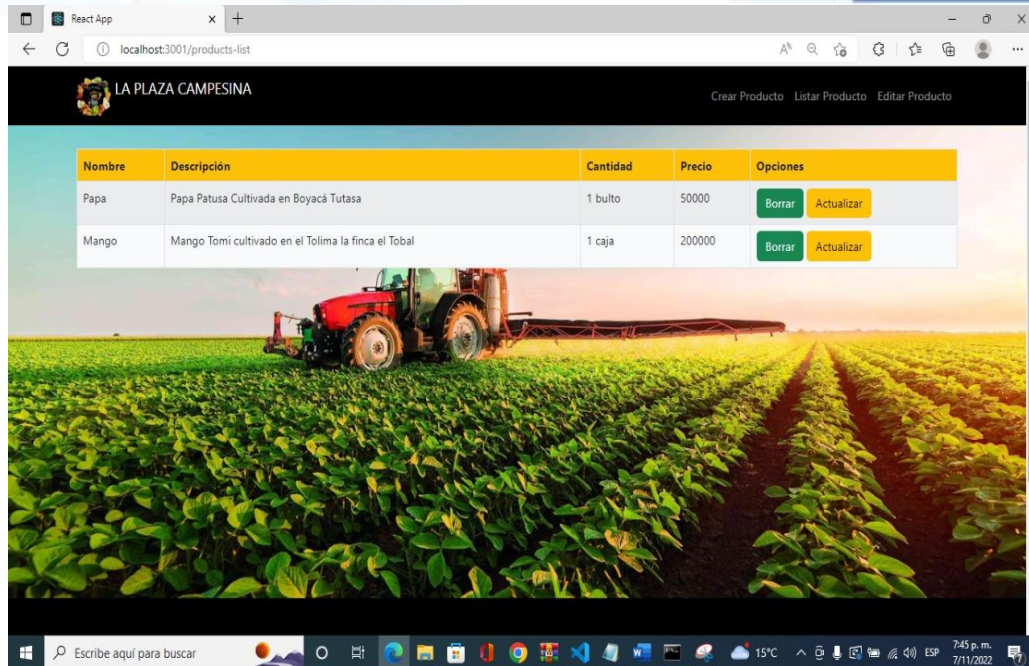 React App
localhost:3001/products-list
LA PLAZA CAMPESINA
Crear Producto Listar Producto Editar Producto
Nombre Descripción Cantidad Precio Opciones
Papa Papa Patusa Cultivada en Boyacá Tutasa 1 bulto 50000 Borrar Actualizar
Mango Mango Tomi cultivado en el Tolima la finca el Tobal 1 caja 200000 Borrar Actualizar
Escribe aquí para buscar
15°C ESP 7:45 p. m.
7/11/2022